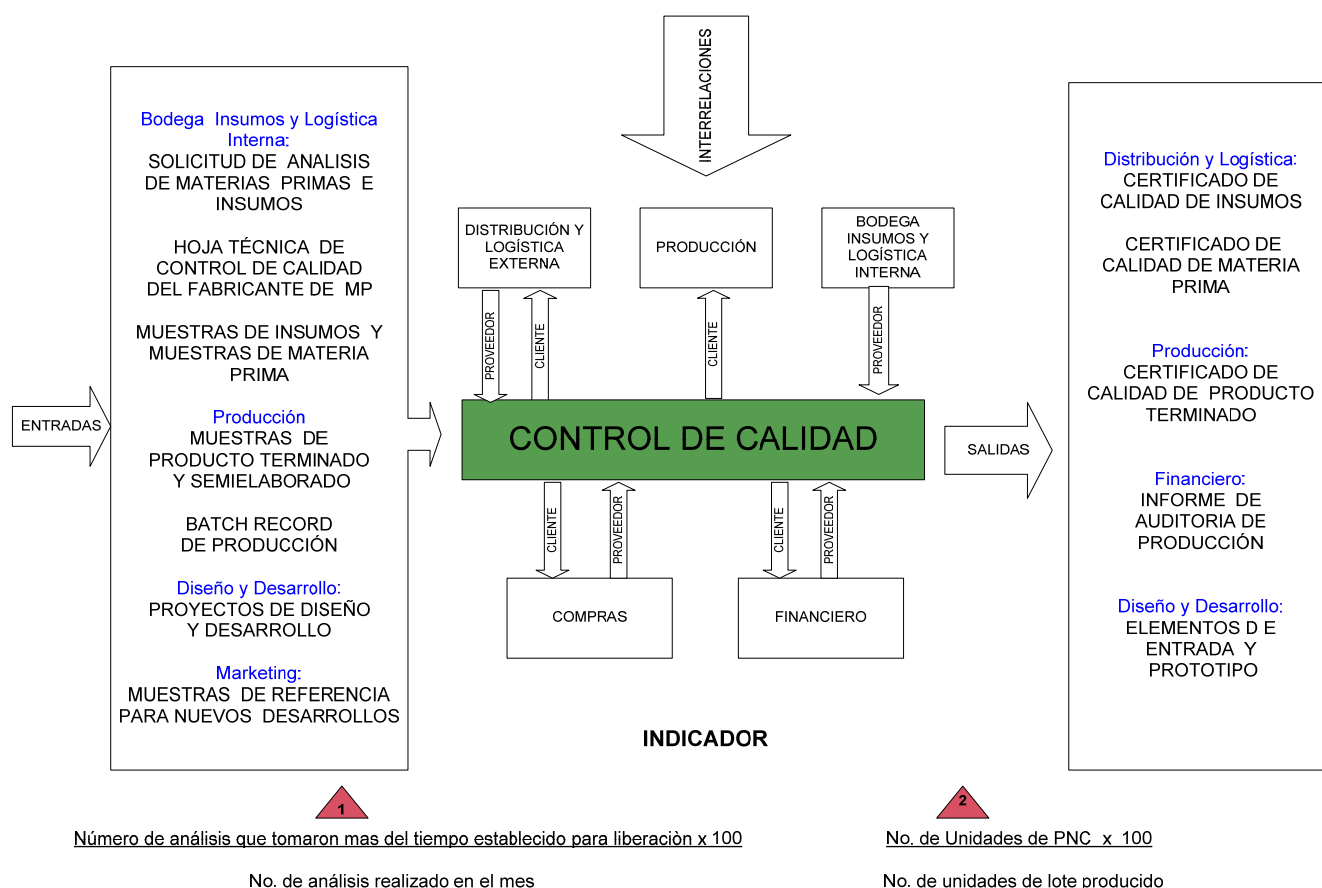 INTERRELACIONES
ENTRADAS
Bodega Insumos y Logística
Interna:
SOLICITUD DE ANALISIS
DE MATERIAS PRIMAS E
INSUMOS
HOJA TÉCNICA DE
CONTROL DE CALIDAD
DEL FABRICANTE DE MP
MUESTRAS DE INSUMOS Y
MUESTRAS DE MATERIA
PRIMA
Producción
MUESTRAS DE
PRODUCTO TERMINADO
Y SEMIELABORADO
BATCH RECORD
DE PRODUCCIÓN
Diseño y Desarrollo:
PROYECTOS DE DISEÑO
Y DESARROLLO
Marketing:
MUESTRAS DE REFERENCIA
PARA NUEVOS DESARROLLOS
DISTRIBUCIÓN Y
LOGÍSTICA
EXTERNA
PRODUCCIÓN
BODEGA
INSUMOS Y
LOGÍSTICA
INTERNA
PROVEEDOR
CLIENTE
CLIENTE
PROVEEDOR
CONTROL DE CALIDAD
CLIENTE
PROVEEDOR
CLIENTE
PROVEEDOR
COMPRAS
FINANCIERO
SALIDAS
Distribución y Logística:
CERTIFICADO DE
CALIDAD DE INSUMOS
CERTIFICADO DE
CALIDAD DE MATERIA
PRIMA
Producción:
CERTIFICADO DE
CALIDAD DE PRODUCTO
TERMINADO
Financiero:
INFORME DE
AUDITORIA DE
PRODUCCIÓN
Diseño y Desarrollo:
ELEMENTOS D E
ENTRADA Y
PROTOTIPO
INDICADOR
1
Número de análisis que tomaron mas del tiempo establecido para liberaciòn x 100
No. de análisis realizado en el mes
2
No. de Unidades de PNC x 100
No. de unidades de lote producido